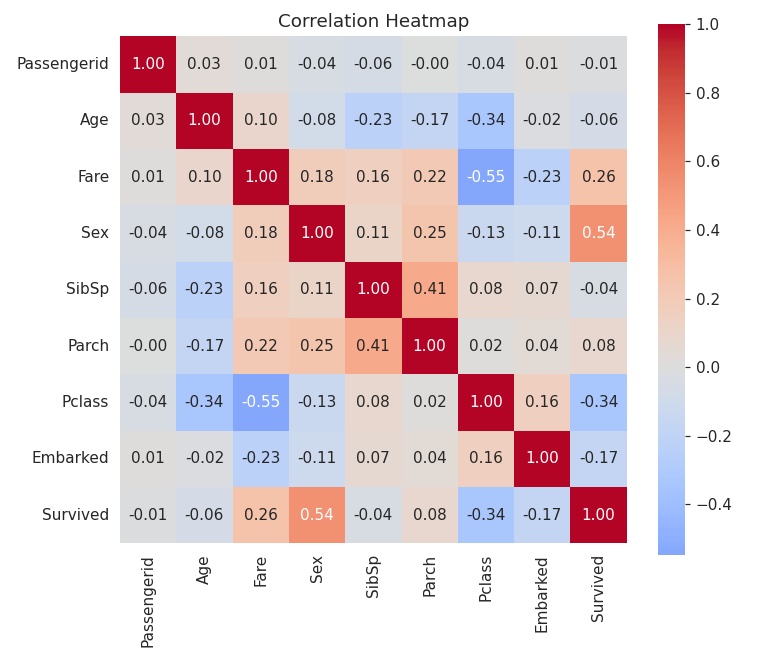 Correlation Heatmap
Passengerid 1.00 0.03 0.01 -0.04 -0.06 -0.00 -0.04 0.01 -0.01
Age 0.03 1.00 0.10 -0.08 -0.23 -0.17 -0.34 -0.02 -0.06
Fare 0.01 0.10 1.00 0.18 0.16 0.22 -0.55 -0.23 0.26
Sex -0.04 -0.08 0.18 1.00 0.11 0.25 -0.13 -0.11 0.54
SibSp -0.06 -0.23 0.16 0.11 1.00 0.41 0.08 0.07 -0.04
Parch -0.00 -0.17 0.22 0.25 0.41 1.00 0.02 0.04 0.08
Pclass -0.04 -0.34 -0.55 -0.13 0.08 0.02 1.00 0.16 -0.34
Embarked 0.01 -0.02 -0.23 -0.11 0.07 0.04 0.16 1.00 -0.17
Survived -0.01 -0.06 0.26 0.54 -0.04 0.08 -0.34 -0.17 1.00
Passengerid Age Fare Sex SibSp Parch Pclass Embarked Survived
1.0
0.8
0.6
0.4
0.2
0.0
−0.2
−0.4